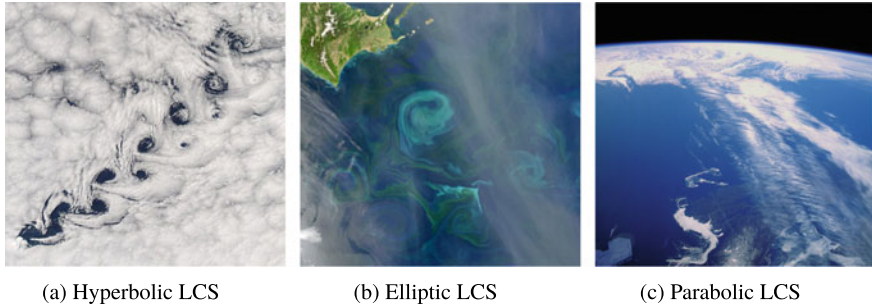 (a) Hyperbolic LCS
(b) Elliptic LCS
(c) Parabolic LCS